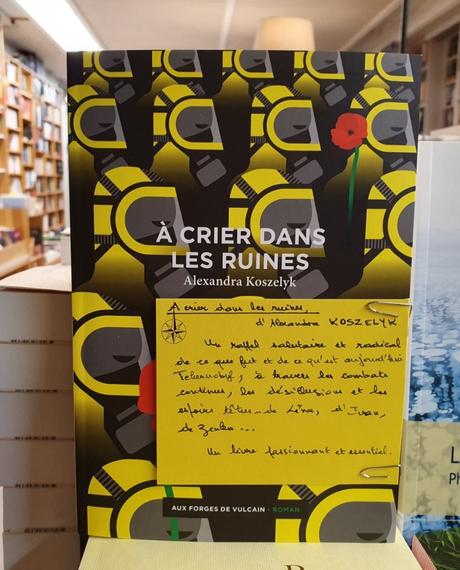 À CRIER DANS
LES RUINES
Alexandra Koszelyk
A crier dans les ruines,
d'Alexandra KOSZELYK
Un rappel salutaire et radical
de ce que fut et de ce qu'est aujourd'hui
Tchernobyl, à travers les combats
continus, les désillusions et les
espoirs têtus... de Léna, d'Ivan,
de Zenka...
Un livre passionnant et essentiel.
AUX FORGES DE VULCAIN • ROMAN
L
Ph